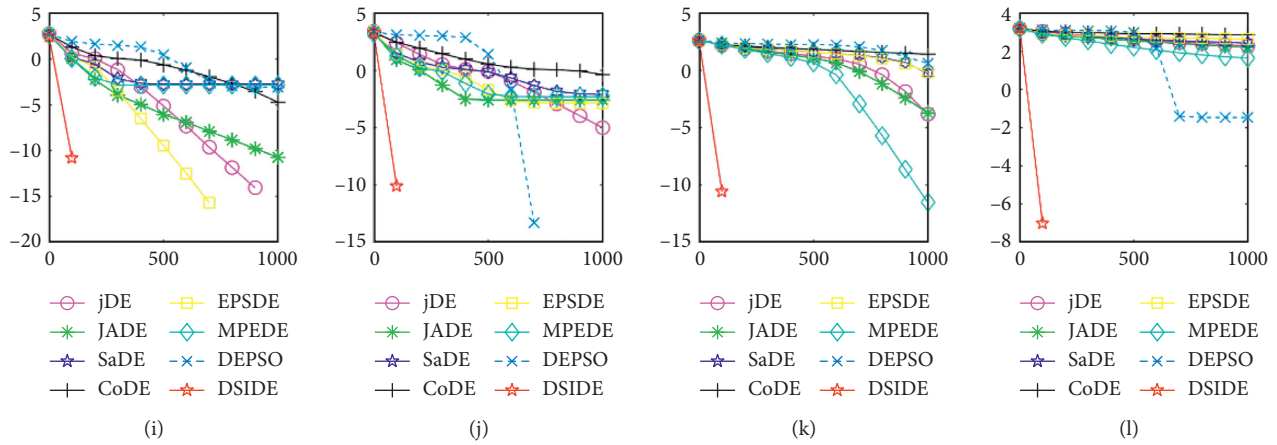 5 5 5 4
0 0 0 2
−5 −5 −5 0
−10 −10 −10 −2
−15 −15 −15 −4
−20 −6
−8
0 500 1000 0 500 1000 0 500 1000 0 500 1000
jDE EPSDE jDE EPSDE jDE EPSDE jDE EPSDE
JADE MPEDE JADE MPEDE JADE MPEDE JADE MPEDE
SaDE DEPSO SaDE DEPSO SaDE DEPSO SaDE DEPSO
CoDE DSIDE CoDE DSIDE CoDE DSIDE CoDE DSIDE
(i) (j) (k) (l)